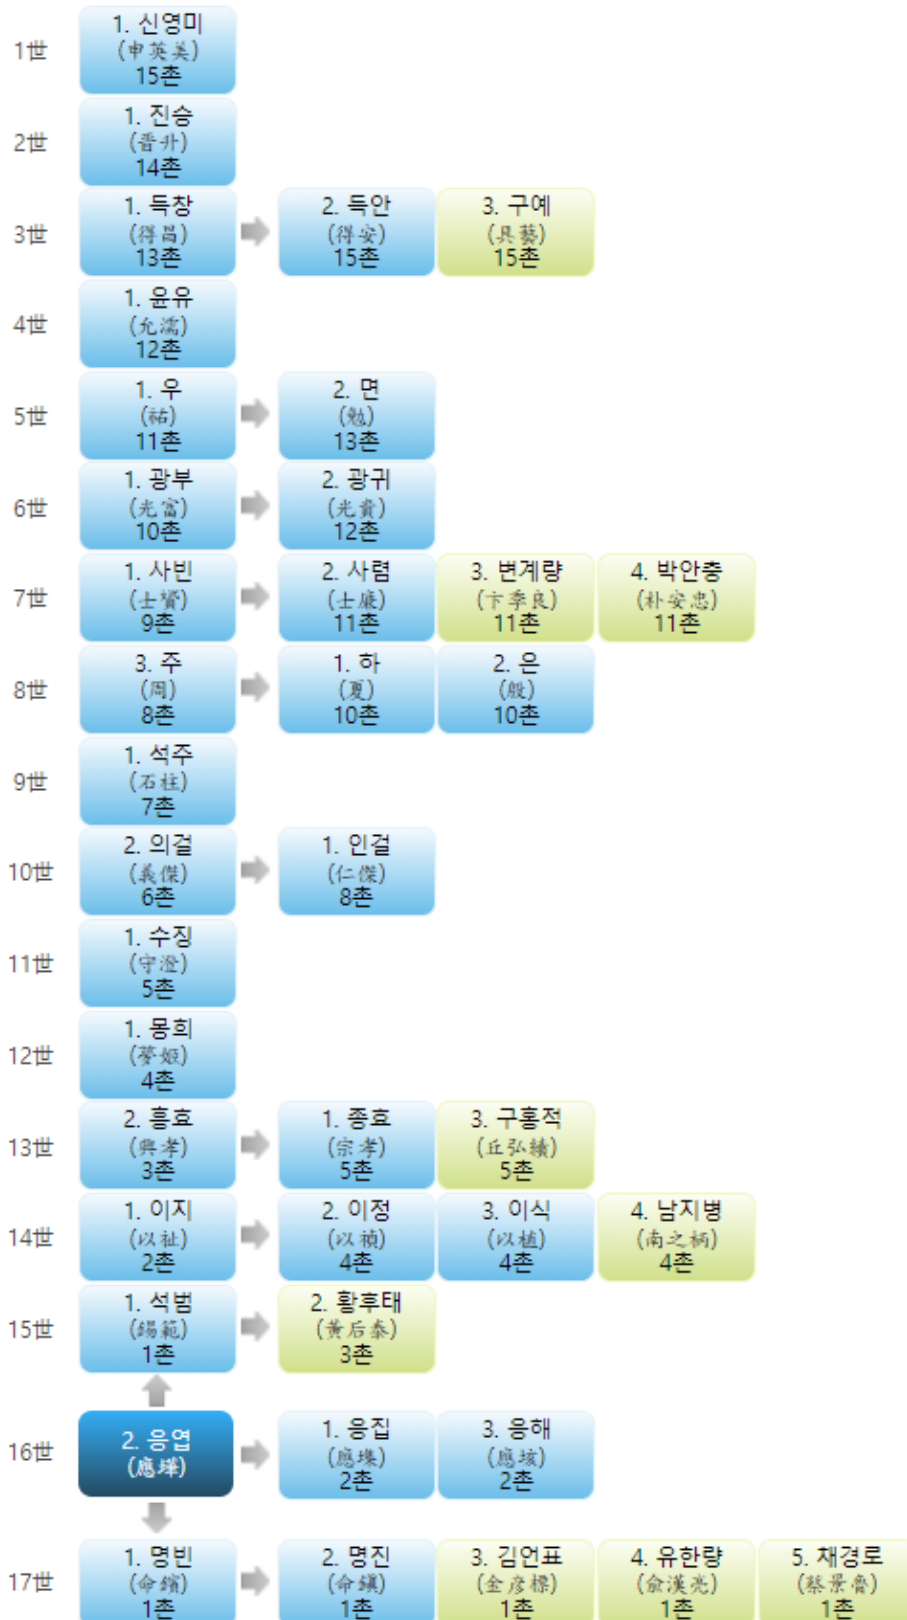 1世
1. 신영미
(申英美)
15촌
2世
1. 진승
(晋升)
14촌
3世
1. 득창
(得昌)
13촌
2. 득안
(得安)
15촌
3. 구예
(具藝)
15촌
4世
1. 윤유
(允濡)
12촌
5世
1. 우
(祐)
11촌
2. 면
(勉)
13촌
6世
1. 광부
(光富)
10촌
2. 광귀
(光貴)
12촌
7世
1. 사빈
(士贇)
9촌
2. 사렴
(士廉)
11촌
3. 변계량
(卞季良)
11촌
4. 박안충
(朴安忠)
11촌
8世
3. 주
(周)
8촌
1. 하
(夏)
10촌
2. 은
(殷)
10촌
9世
1. 석주
(石柱)
7촌
10世
2. 의걸
(義傑)
6촌
1. 인걸
(仁傑)
8촌
11世
1. 수징
(守澄)
5촌
12世
1. 몽희
(夢姬)
4촌
13世
2. 흥효
(興孝)
3촌
1. 종효
(宗孝)
5촌
3. 구홍적
(丘弘績)
5촌
14世
1. 이지
(以祉)
2촌
2. 이정
(以禎)
4촌
3. 이식
(以植)
4촌
4. 남지병
(南之柄)
4촌
15世
1. 석범
(錫範)
1촌
2. 황후태
(黃后泰)
3촌
16世
2. 응엽
(應燁)
1. 응집
2촌
3. 응해
(應垓)
2촌
17世
1. 명빈
(命鑌)
1촌
2. 명진
(命鎭)
1촌
3. 김언표
(金彦標)
1촌
4. 유한량
(兪漢亮)
1촌
5. 채경로
(蔡景魯)
1촌